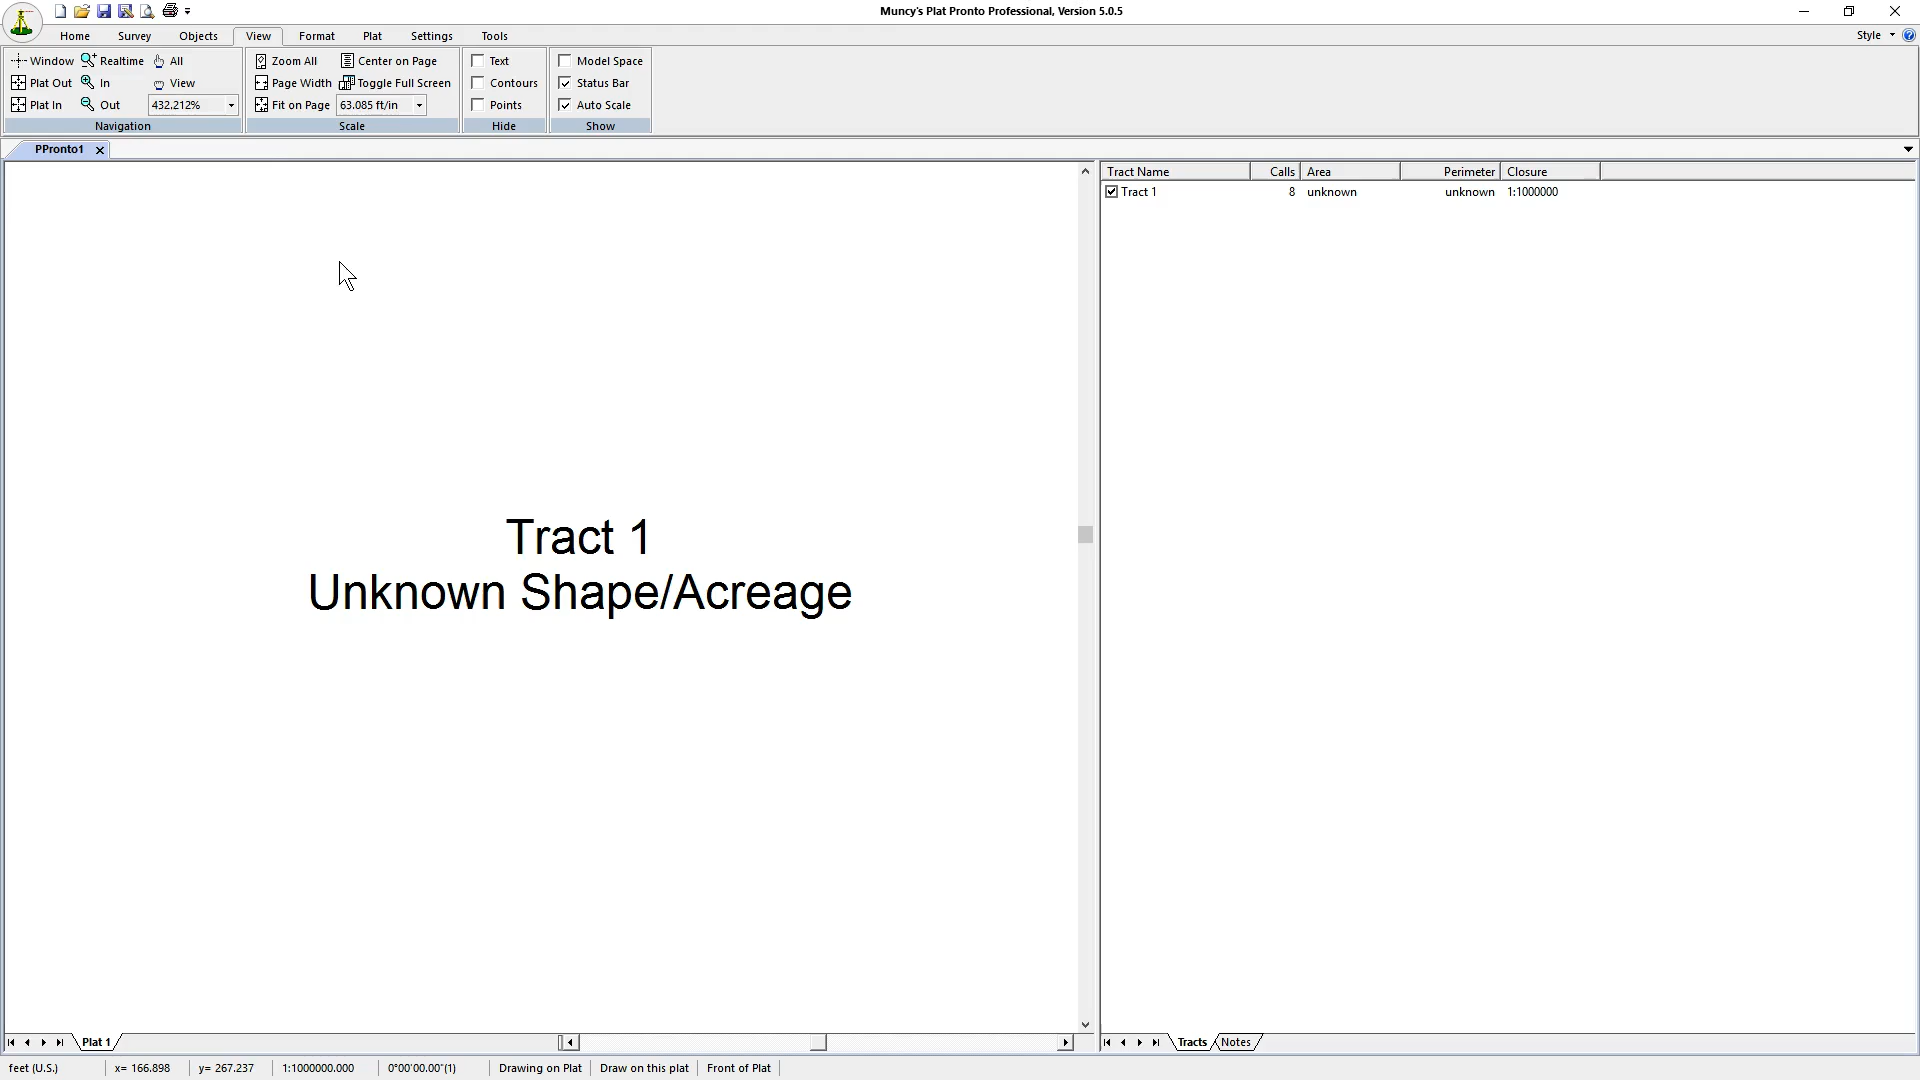 Muncy's Plat Pronto Professional, Version 5.0.5
Home Survey Objects View Format Plat Settings Tools Style
Window Realtime All
Plat Out In View
Plat In Out 432.212%
Navigation
Zoom All Center on Page
Page Width Toggle Full Screen
Fit on Page 63.085 ft/in
Scale
Text
Contours
Points
Hide
Model Space
Status Bar
Auto Scale
Show
PPronto1
Tract 1
Unknown Shape/Acreage
Tract Name Calls Area Perimeter Closure
Tract 1 8 unknown unknown 1:1000000
Plat 1
Tracts Notes
feet (U.S.) x= 166.898 y= 267.237 1:1000000.000 0°00'00.00"(1) Drawing on Plat Draw on this plat Front of Plat